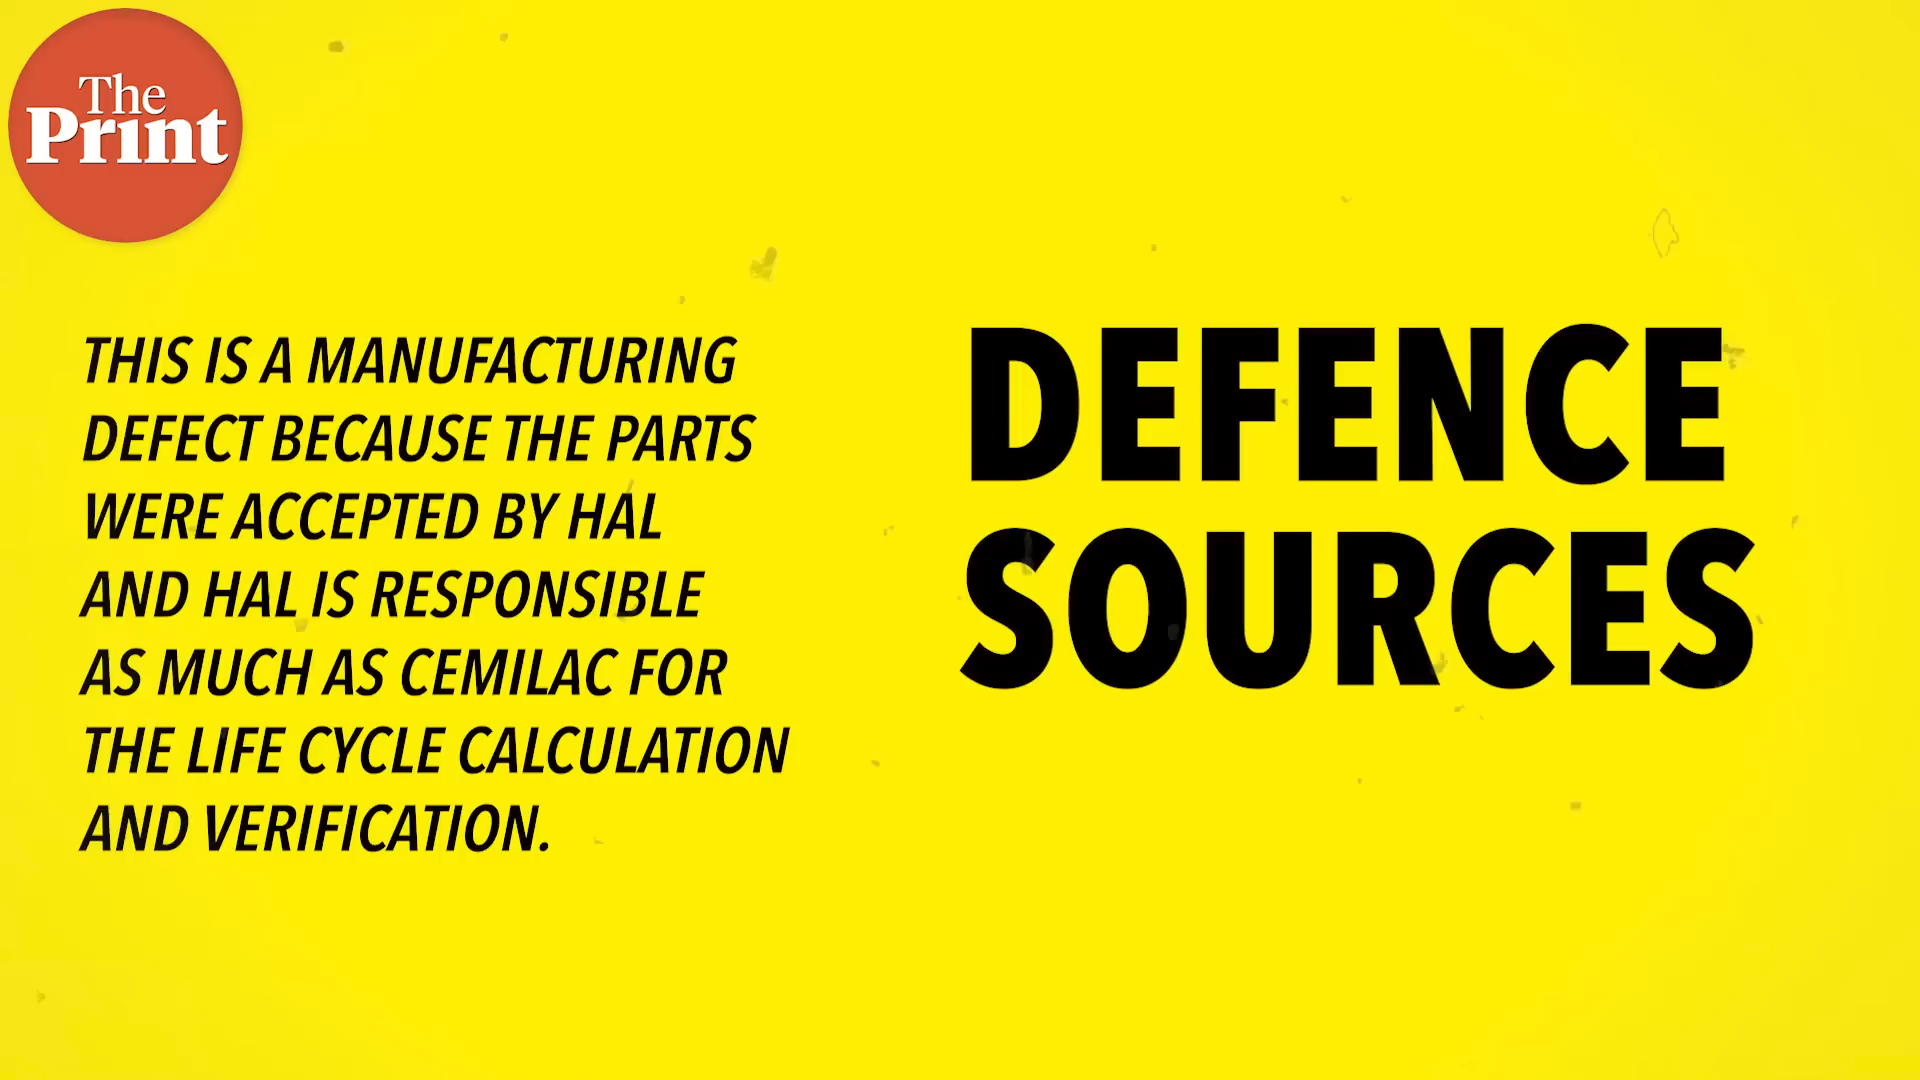 The
Print
THIS IS A MANUFACTURING
DEFECT BECAUSE THE PARTS
WERE ACCEPTED BY HAL
AND HAL IS RESPONSIBLE
AS MUCH AS CEMILAC FOR
THE LIFE CYCLE CALCULATION
AND VERIFICATION.
DEFENCE
SOURCES